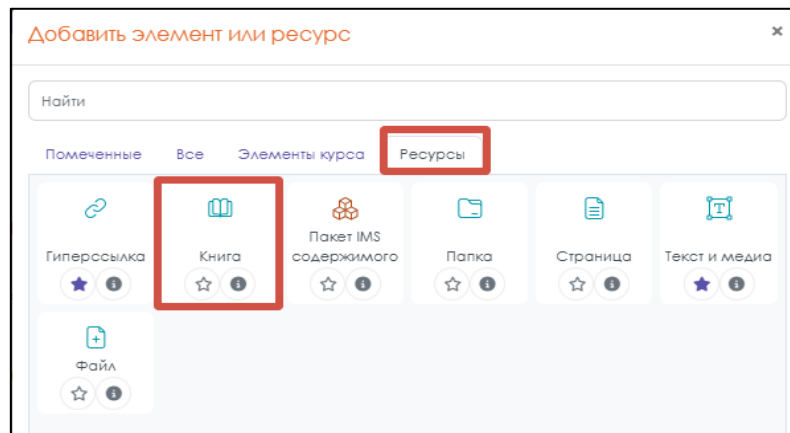 Добавить элемент или ресурс
Найти
Помеченные Все Элементы курса Ресурсы
Гиперссылка
Книга
Пакет IMS
содержимого
Папка
Страница
Текст и медиа
Файл